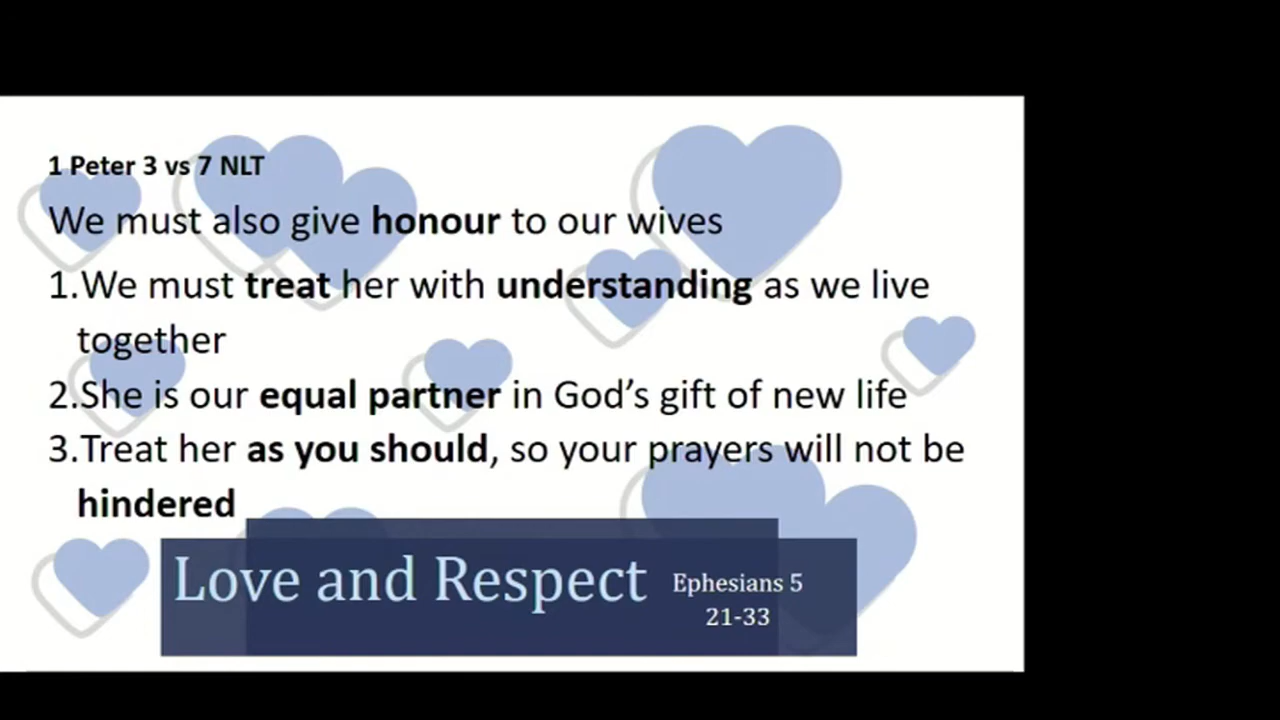 1 Peter 3 vs 7 NLT
We must also give honour to our wives
1.We must treat her with understanding as we live
together
2.She is our equal partner in God’s gift of new life
3.Treat her as you should, so your prayers will not be
hindered
Love and Respect Ephesians 5
21-33